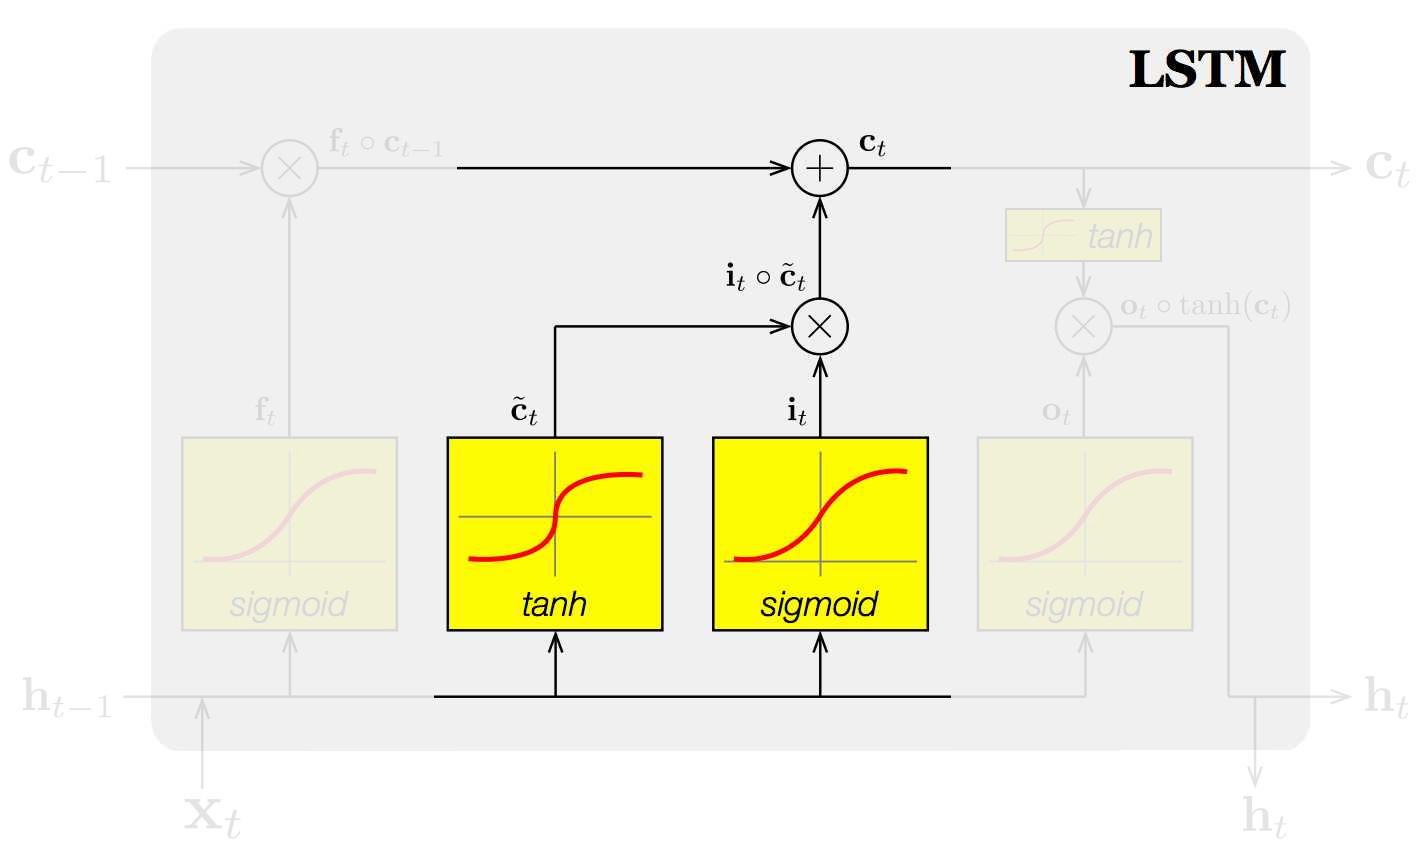 LSTM
c_{t−1}
f_t ∘ c_{t−1}
c_t
c_t
tanh
i_t ∘ c̃_t
o_t ∘ tanh(c_t)
f_t
c̃_t
i_t
o_t
sigmoid
tanh
sigmoid
sigmoid
h_{t−1}
h_t
x_t
h_t